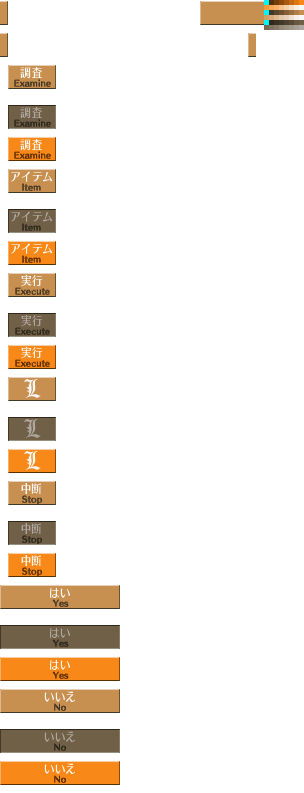 調査
Examine
調査
Examine
調査
Examine
アイテム
Item
アイテム
Item
アイテム
Item
実行
Execute
実行
Execute
実行
Execute
L
L
L
中断
Stop
中断
Stop
中断
Stop
はい
Yes
はい
Yes
はい
Yes
いいえ
No
いいえ
No
いいえ
No